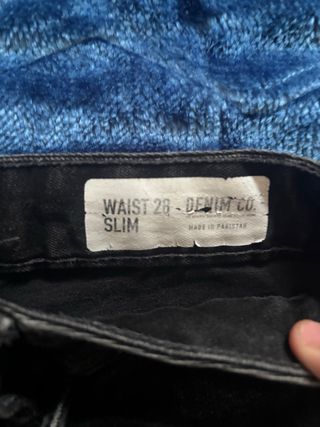 WAIST 28 - DENIM CO.
SLIM
MADE IN PAKISTAN